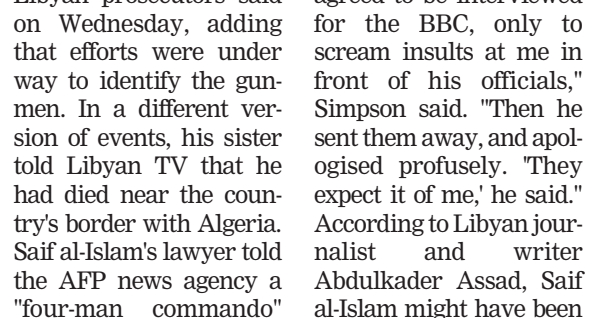 Libyan prosecutors said
on Wednesday, adding
that efforts were under
way to identify the gun-
men. In a different ver-
sion of events, his sister
told Libyan TV that he
had died near the coun-
try's border with Algeria.
Saif al-Islam's lawyer told
the AFP news agency a
"four-man commando"
agreed to be interviewed
for the BBC, only to
scream insults at me in
front of his officials,"
Simpson said. "Then he
sent them away, and apol-
ogised profusely. 'They
expect it of me,' he said."
According to Libyan jour-
nalist and writer
Abdulkader Assad, Saif
al-Islam might have been